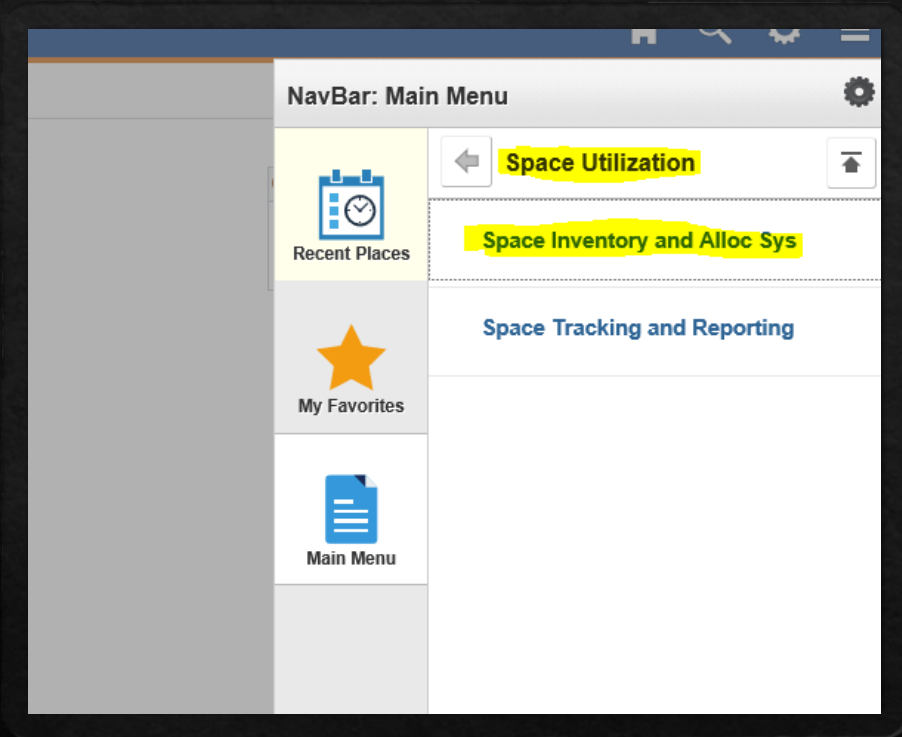 NavBar: Main Menu
Recent Places
My Favorites
Main Menu
Space Utilization
Space Inventory and Alloc Sys
Space Tracking and Reporting